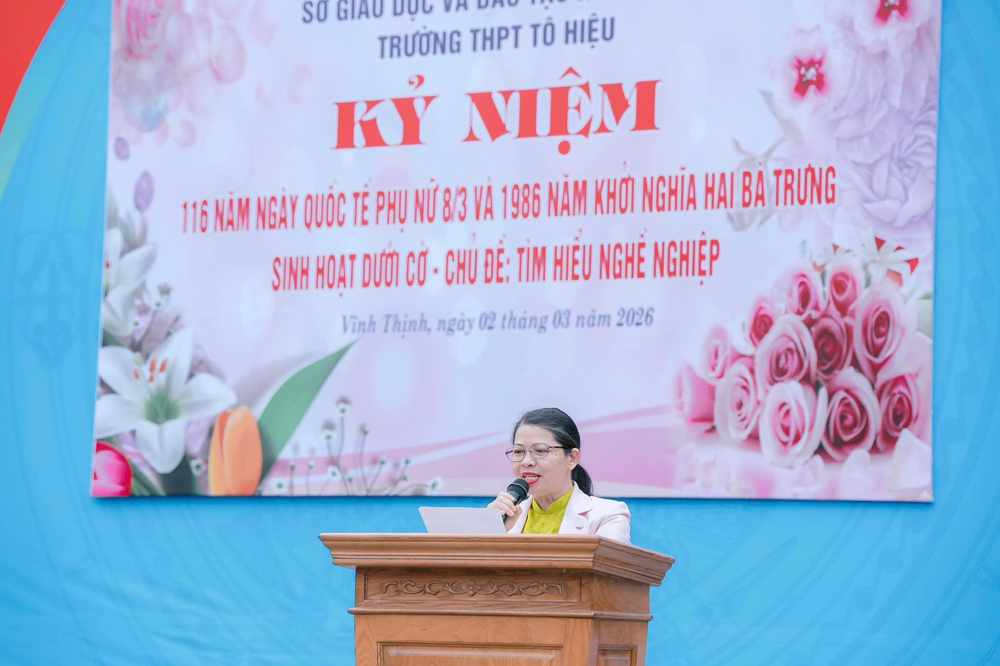 SỞ GIÁO DỤC VÀ ĐÀO TẠO
TRƯỜNG THPT TÔ HIỆU
KỶ NIỆM
116 NĂM NGÀY QUỐC TẾ PHỤ NỮ 8/3 VÀ 1986 NĂM KHỞI NGHĨA HAI BÀ TRƯNG
SINH HOẠT DƯỚI CỜ - CHỦ ĐỀ: TÌM HIỂU NGHỀ NGHIỆP
Vĩnh Thịnh, ngày 02 tháng 03 năm 2026